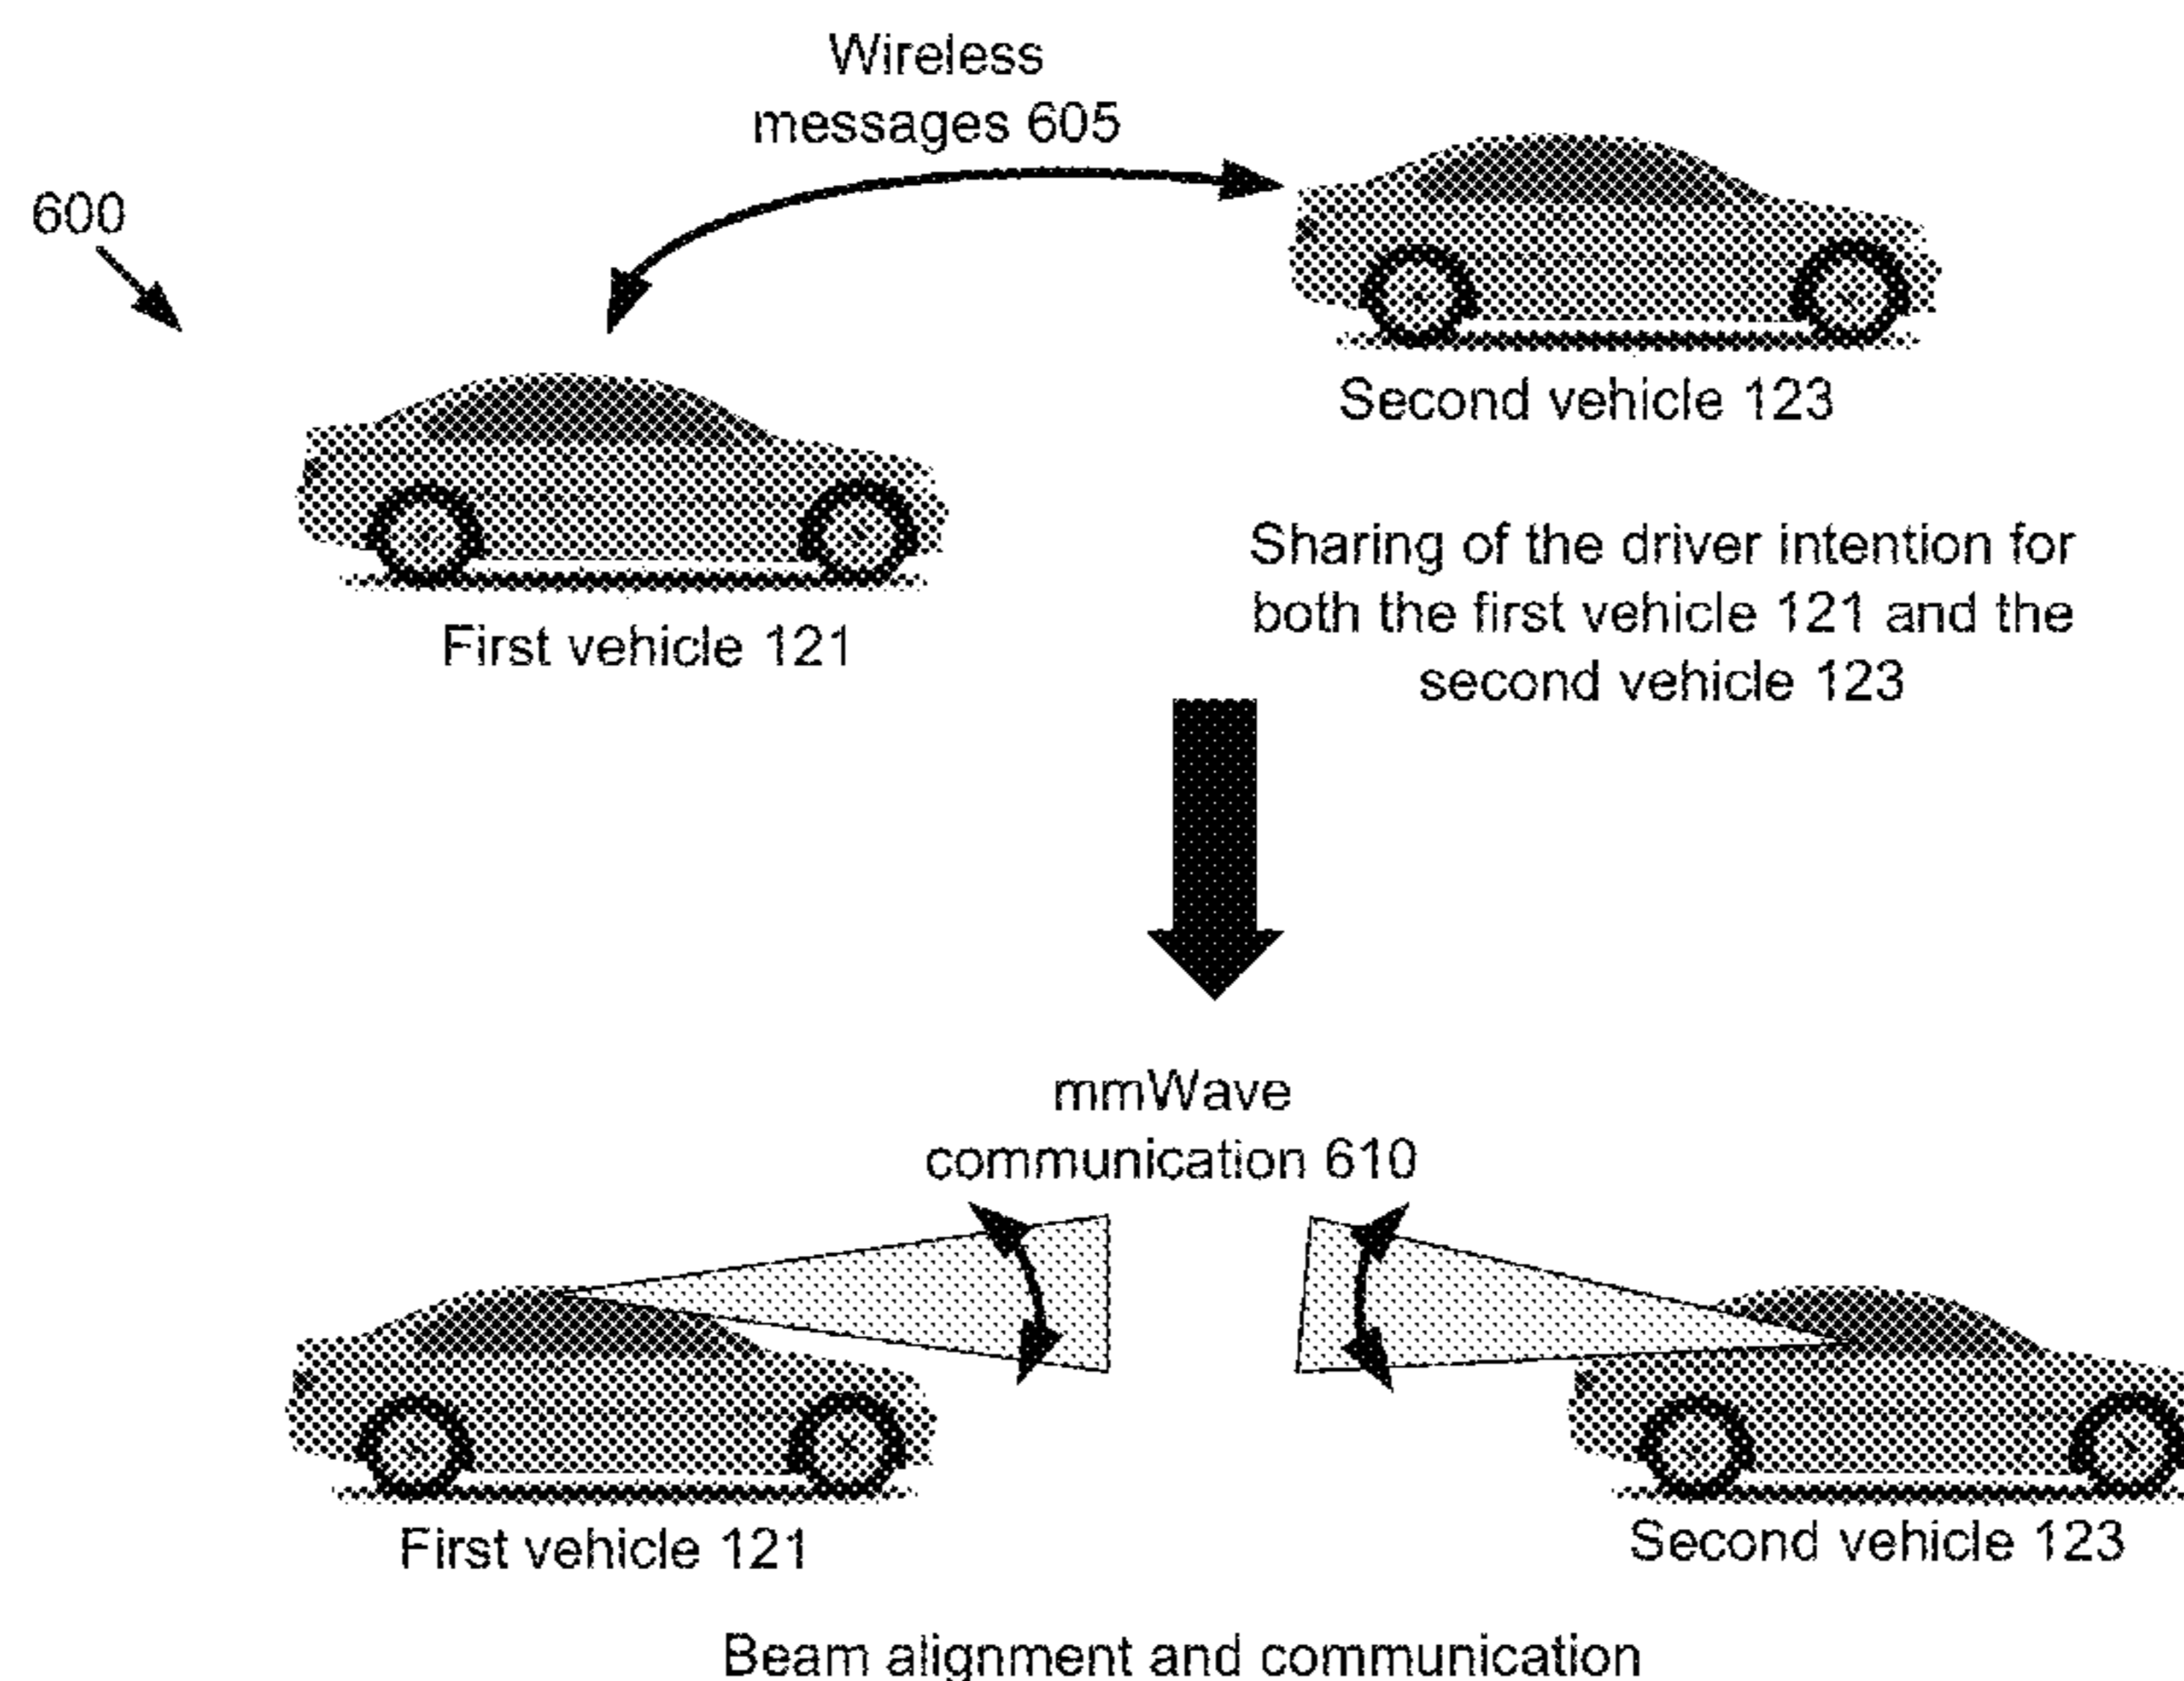 Wireless
messages 605
600
Second vehicle 123
First vehicle 121
Sharing of the driver intention for
both the first vehicle 121 and the
second vehicle 123
mmWave
communication 610
First vehicle 121
Second vehicle 123
Beam alignment and communication